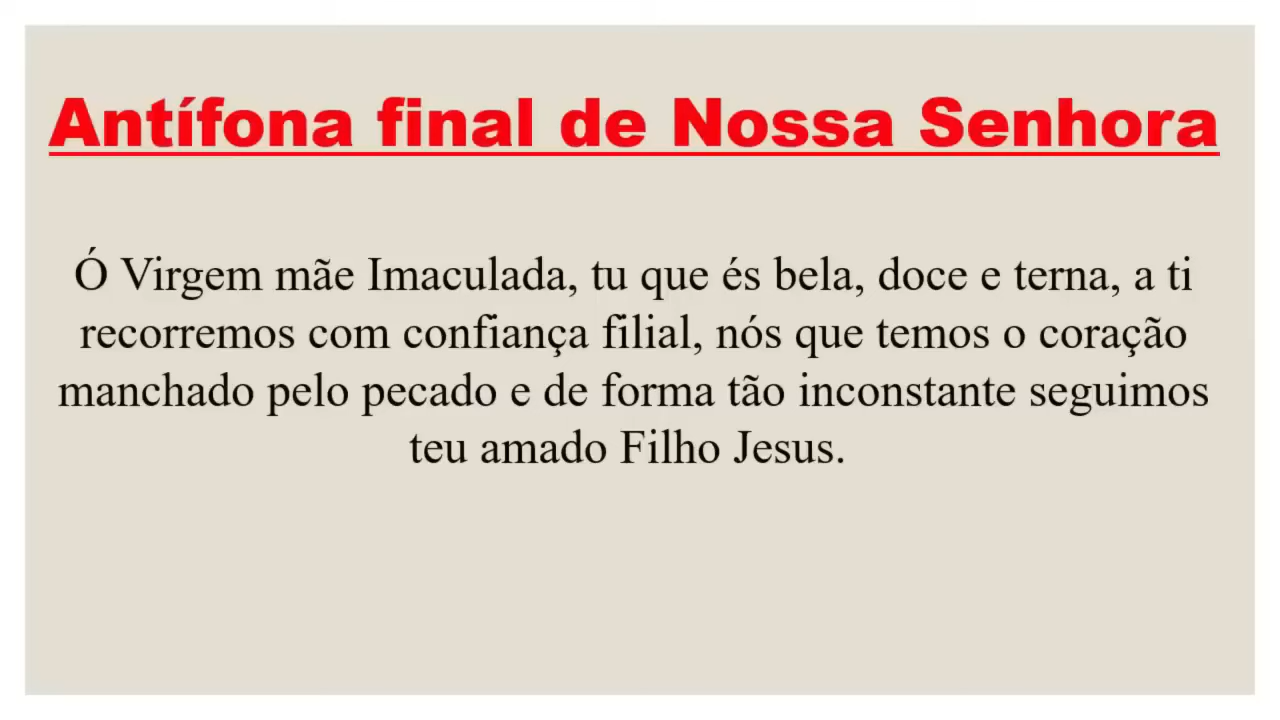 Antífona final de Nossa Senhora
Ó Virgem mãe Imaculada, tu que és bela, doce e terna, a ti
recorremos com confiança filial, nós que temos o coração
manchado pelo pecado e de forma tão inconstante seguimos
teu amado Filho Jesus.